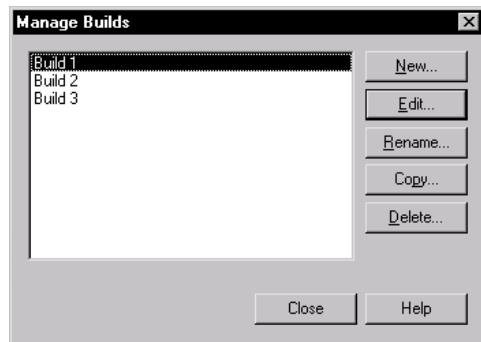 Manage Builds
Build 1
Build 2
Build 3
New...
Edit...
Rename...
Copy...
Delete...
Close
Help